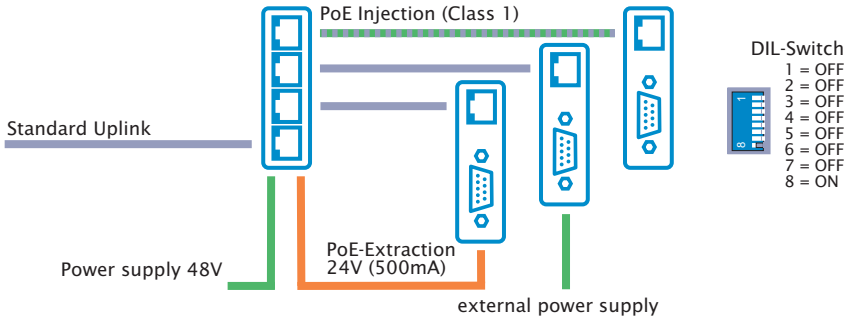 PoE Injection (Class 1)
DIL-Switch
1 = OFF
2 = OFF
3 = OFF
4 = OFF
5 = OFF
6 = OFF
7 = OFF
8 = ON
1
8
Standard Uplink
PoE-Extraction
24V (500mA)
Power supply 48V
external power supply